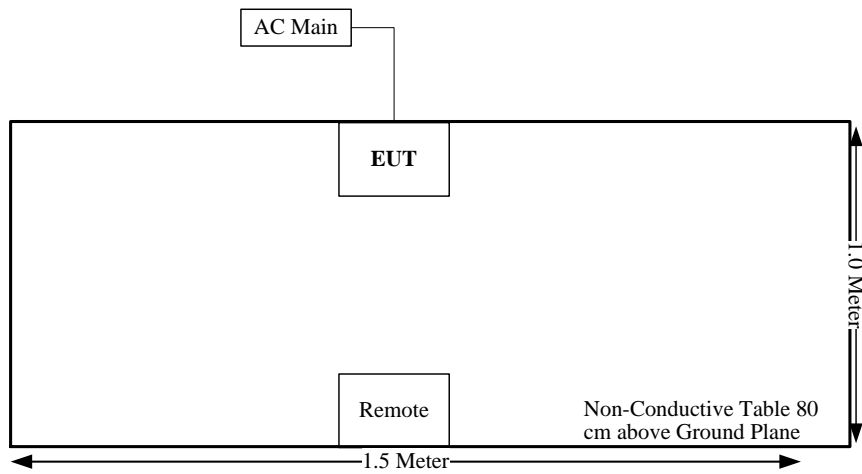 AC Main
EUT
1.0 Meter
Remote
Non-Conductive Table 80
cm above Ground Plane
1.5 Meter